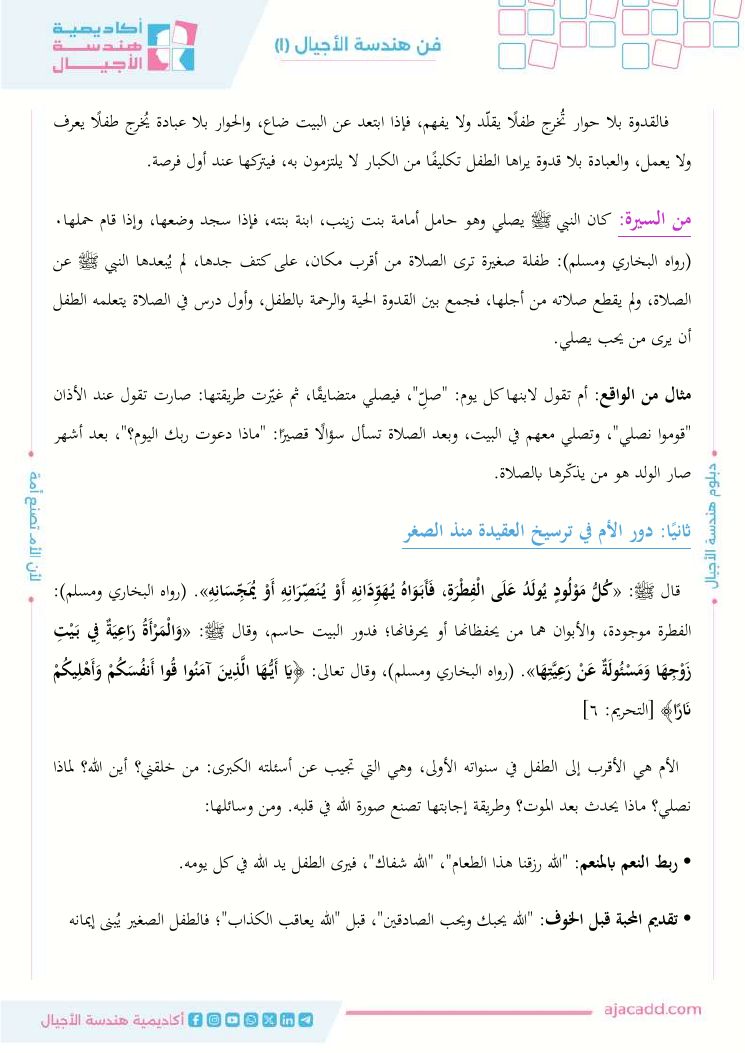 أكاديمية
هندسة
الأجيال
فن هندسة الأجيال (١)
فالقدوة بلا حوار تُخرج طفلًا يقلّد ولا يفهم، فإذا ابتعد عن البيت ضاع، والحوار بلا عبادة يُخرج طفلًا يعرف
ولا يعمل، والعبادة بلا قدوة يراها الطفل تكليفًا من الكبار لا يلتزمون به، فيتركها عند أول فرصة.
من السيرة: كان النبي ﷺ يصلي وهو حامل أمامة بنت زينب، ابنة بنته، فإذا سجد وضعها، وإذا قام حملها.
(رواه البخاري ومسلم): طفلة صغيرة ترى الصلاة من أقرب مكان، على كتف جدها، لم يُبعدها النبي ﷺ عن
الصلاة، ولم يقطع صلاته من أجلها، فجمع بين القدوة الحية والرحمة بالطفل، وأول درس في الصلاة يتعلمه الطفل
أن يرى من يحب يصلي.
مثال من الواقع: أم تقول لابنها كل يوم: "صلِّ"، فيصلي متضايقًا، ثم غيّرت طريقتها: صارت تقول عند الأذان
"قوموا نصلي"، وتصلي معهم في البيت، وبعد الصلاة تسأل سؤالًا قصيرًا: "ماذا دعوت ربك اليوم؟"، بعد أشهر
صار الولد هو من يذكّرها بالصلاة.
ثانيًا: دور الأم في ترسيخ العقيدة منذ الصغر
قال ﷺ: «كُلُّ مَوْلُودٍ يُولَدُ عَلَى الْفِطْرَةِ، فَأَبَوَاهُ يُهَوِّدَانِهِ أَوْ يُنَصِّرَانِهِ أَوْ يُمَجِّسَانِهِ». (رواه البخاري ومسلم):
الفطرة موجودة، والأبوان هما من يحفظانها أو يحرفانها؛ فدور البيت حاسم، وقال ﷺ: «وَالْمَرْأَةُ رَاعِيَةٌ فِي بَيْتِ
زَوْجِهَا وَمَسْئُولَةٌ عَنْ رَعِيَّتِهَا». (رواه البخاري ومسلم)، وقال تعالى: ﴿يَا أَيُّهَا الَّذِينَ آمَنُوا قُوا أَنفُسَكُمْ وَأَهْلِيكُمْ
نَارًا﴾ [التحريم: ٦]
الأم هي الأقرب إلى الطفل في سنواته الأولى، وهي التي تجيب عن أسئلته الكبرى: من خلقني؟ أين الله؟ لماذا
نصلي؟ ماذا يحدث بعد الموت؟ وطريقة إجابتها تصنع صورة الله في قلبه. ومن وسائلها:
• ربط النعم بالمنعم: "الله رزقنا هذا الطعام"، "الله شفاك"، فيرى الطفل يد الله في كل يومه.
• تقديم المحبة قبل الخوف: "الله يحبك ويحب الصادقين"، قبل "الله يعاقب الكذاب"؛ فالطفل الصغير يُبنى إيمانه
دبلوم هندسة الأجيال
لأن الأم تصنع أمة
أكاديمية هندسة الأجيال
ajacadd.com